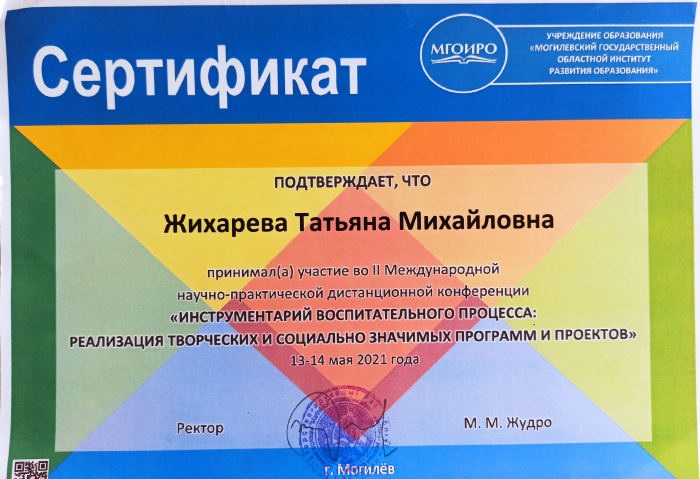 Сертификат
МГОИРО
УЧРЕЖДЕНИЕ ОБРАЗОВАНИЯ
«МОГИЛЕВСКИЙ ГОСУДАРСТВЕННЫЙ
ОБЛАСТНОЙ ИНСТИТУТ
РАЗВИТИЯ ОБРАЗОВАНИЯ»
ПОДТВЕРЖДАЕТ, ЧТО
Жихарева Татьяна Михайловна
принимал(а) участие во II Международной
научно-практической дистанционной конференции
«ИНСТРУМЕНТАРИЙ ВОСПИТАТЕЛЬНОГО ПРОЦЕССА:
РЕАЛИЗАЦИЯ ТВОРЧЕСКИХ И СОЦИАЛЬНО ЗНАЧИМЫХ ПРОГРАММ И ПРОЕКТОВ»
13-14 мая 2021 года
Ректор
М. М. Жудро
г. Могилёв